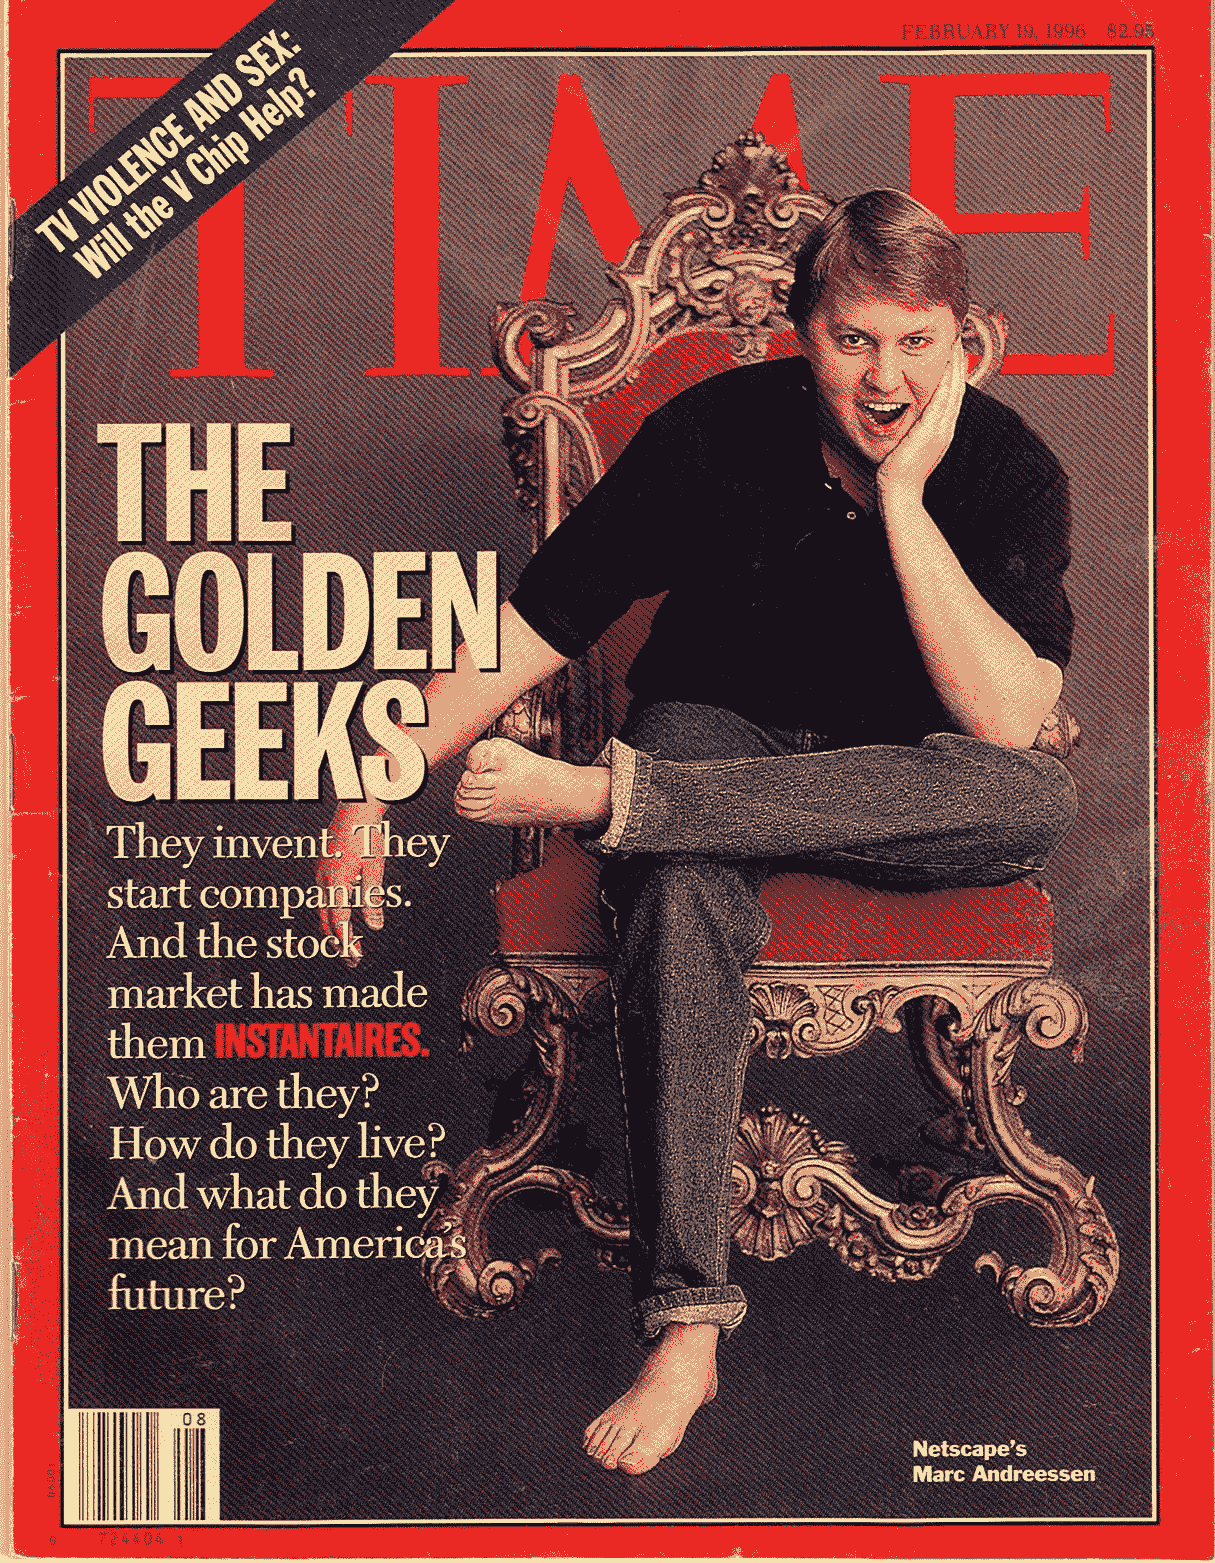 FEBRUARY 19, 1996 $2.95
TV VIOLENCE AND SEX:
Will the V Chip Help?
TIME
THE
GOLDEN
GEEKS
They invent. They
start companies.
And the stock
market has made
them INSTANTAIRES.
Who are they?
How do they live?
And what do they
mean for America's
future?
08
Netscape's
Marc Andreessen
724404 1